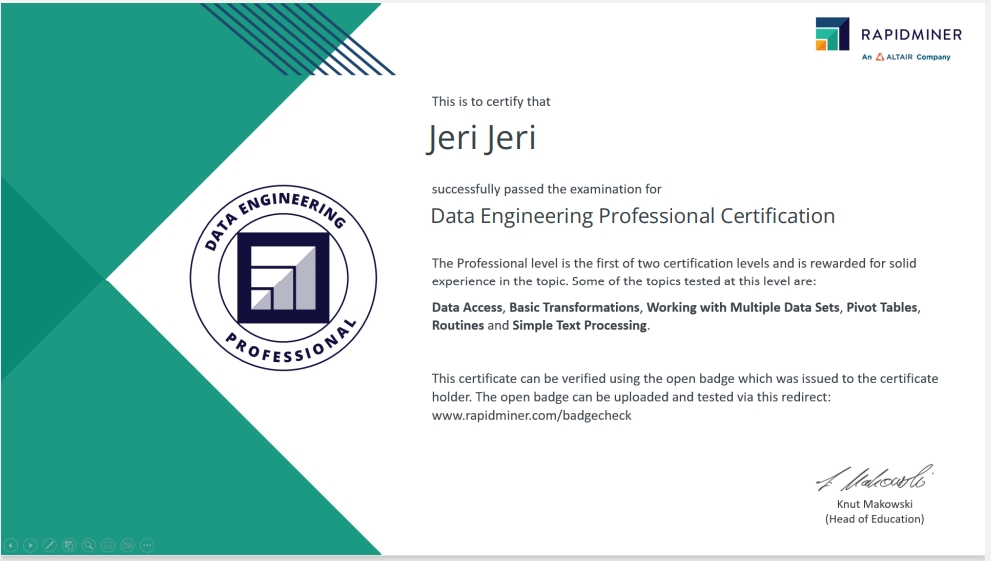 RAPIDMINER
An ALTAIR Company
This is to certify that
Jeri Jeri
successfully passed the examination for
Data Engineering Professional Certification
DATA ENGINEERING
PROFESSIONAL
The Professional level is the first of two certification levels and is rewarded for solid
experience in the topic. Some of the topics tested at this level are:
Data Access, Basic Transformations, Working with Multiple Data Sets, Pivot Tables,
Routines and Simple Text Processing.
This certificate can be verified using the open badge which was issued to the certificate
holder. The open badge can be uploaded and tested via this redirect:
www.rapidminer.com/badgecheck
Knut Makowski
(Head of Education)